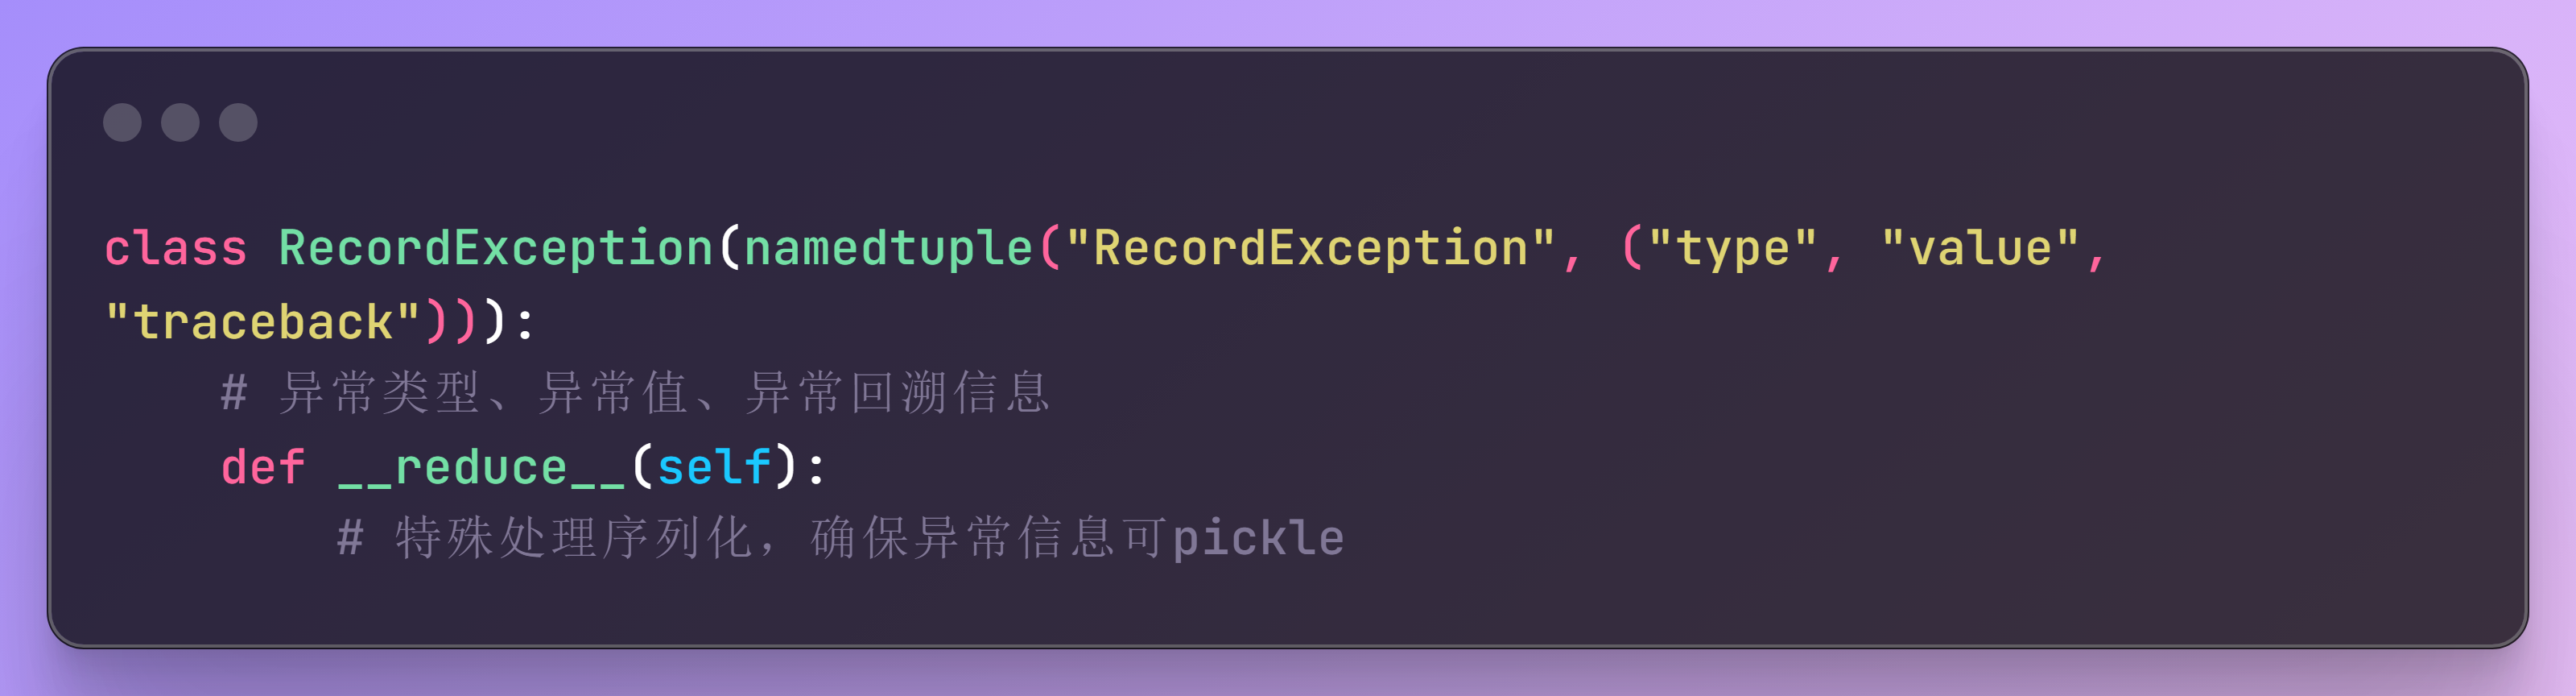 class RecordException(namedtuple("RecordException", ("type", "value",
"traceback"))):
    # 异常类型、异常值、异常回溯信息
    def __reduce__(self):
        # 特殊处理序列化，确保异常信息可pickle